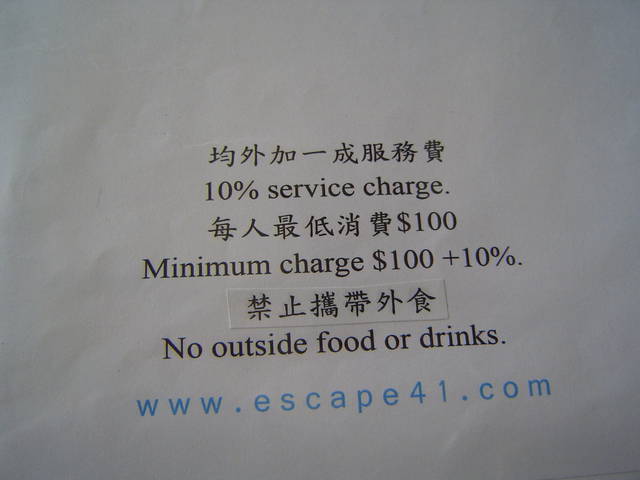 均外加一成服務費
10% service charge.
每人最低消費$100
Minimum charge $100 +10%.
禁止攜帶外食
No outside food or drinks.
www.escape41.com